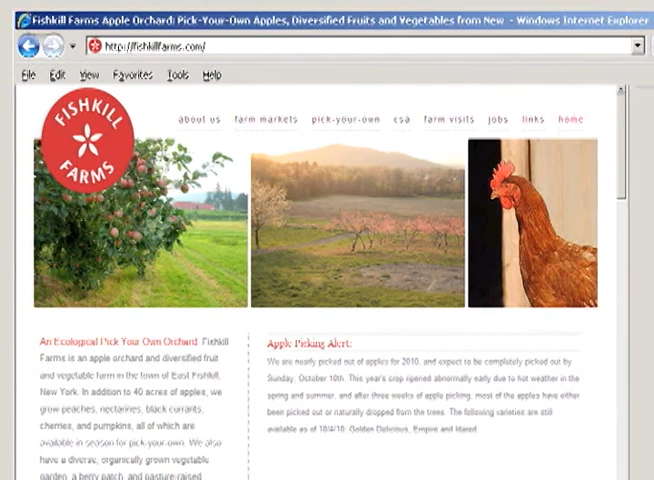 Fishkill Farms Apple Orchard: Pick-Your-Own Apples, Diversified Fruits and Vegetables from New - Windows Internet Explorer
http://fishkillfarms.com/
File Edit View Favorites Tools Help
FISHKILL
FARMS
about us farm markets pick-your-own csa farm visits jobs links home
An Ecological Pick Your Own Orchard. Fishkill
Farms is an apple orchard and diversified fruit
and vegetable farm in the town of East Fishkill,
New York. In addition to 40 acres of apples, we
grow peaches, nectarines, black currants,
cherries, and pumpkins, all of which are
available in season for pick-your-own. We also
have a diverse, organically grown vegetable
garden, a berry patch, and pasture-raised
Apple Picking Alert:
We are nearly picked out of apples for 2010, and expect to be completely picked out by
Sunday, October 10th. This year's crop ripened abnormally early due to hot weather in the
spring and summer, and after three weeks of apple picking, most of the apples have either
been picked out or naturally dropped from the trees. The following varieties are still
available as of 10/4/10: Golden Delicious, Empire and Idared.